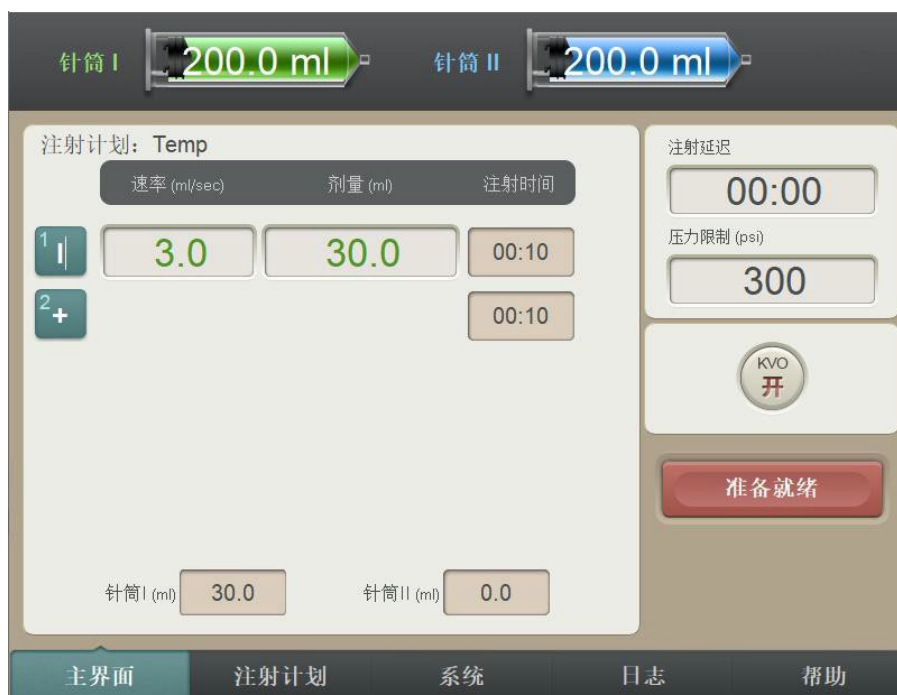 针筒 I 200.0 ml 针筒 II 200.0 ml
注射计划：Temp
速率 (ml/sec) 剂量 (ml) 注射时间
1 I 3.0 30.0 00:10
2 + 00:10
针筒I (ml) 30.0 针筒II (ml) 0.0
注射延迟
00:00
压力限制 (psi)
300
KVO
开
准备就绪
主界面 注射计划 系统 日志 帮助